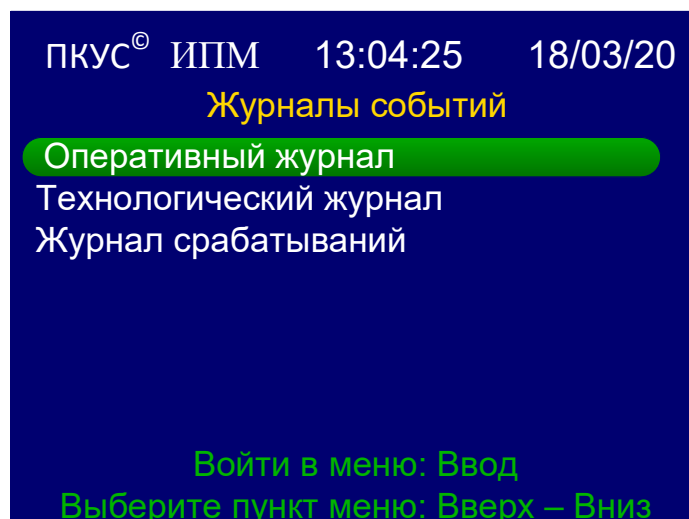 ПКУС© ИПМ 13:04:25 18/03/20
Журналы событий
Оперативный журнал
Технологический журнал
Журнал срабатываний
Войти в меню: Ввод
Выберите пункт меню: Вверх – Вниз